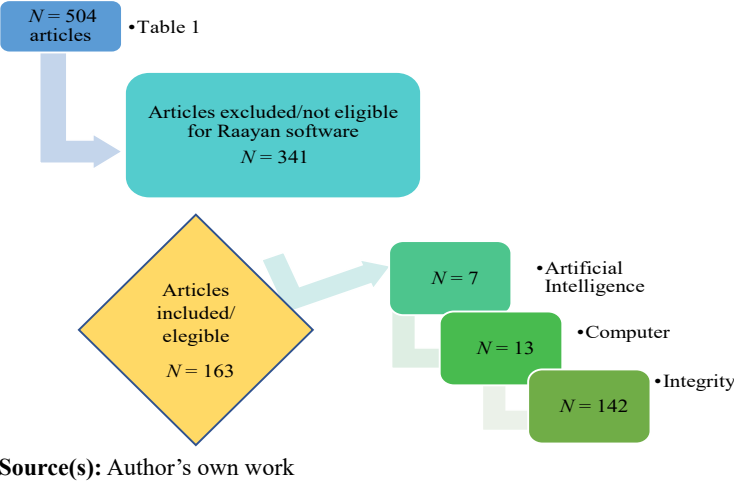 N = 504
articles
•Table 1
Articles excluded/not eligible
for Raayan software
N = 341
Articles
included/
elegible
N = 163
N = 7
•Artificial
Intelligence
N = 13
•Computer
N = 142
•Integrity
Source(s): Author's own work